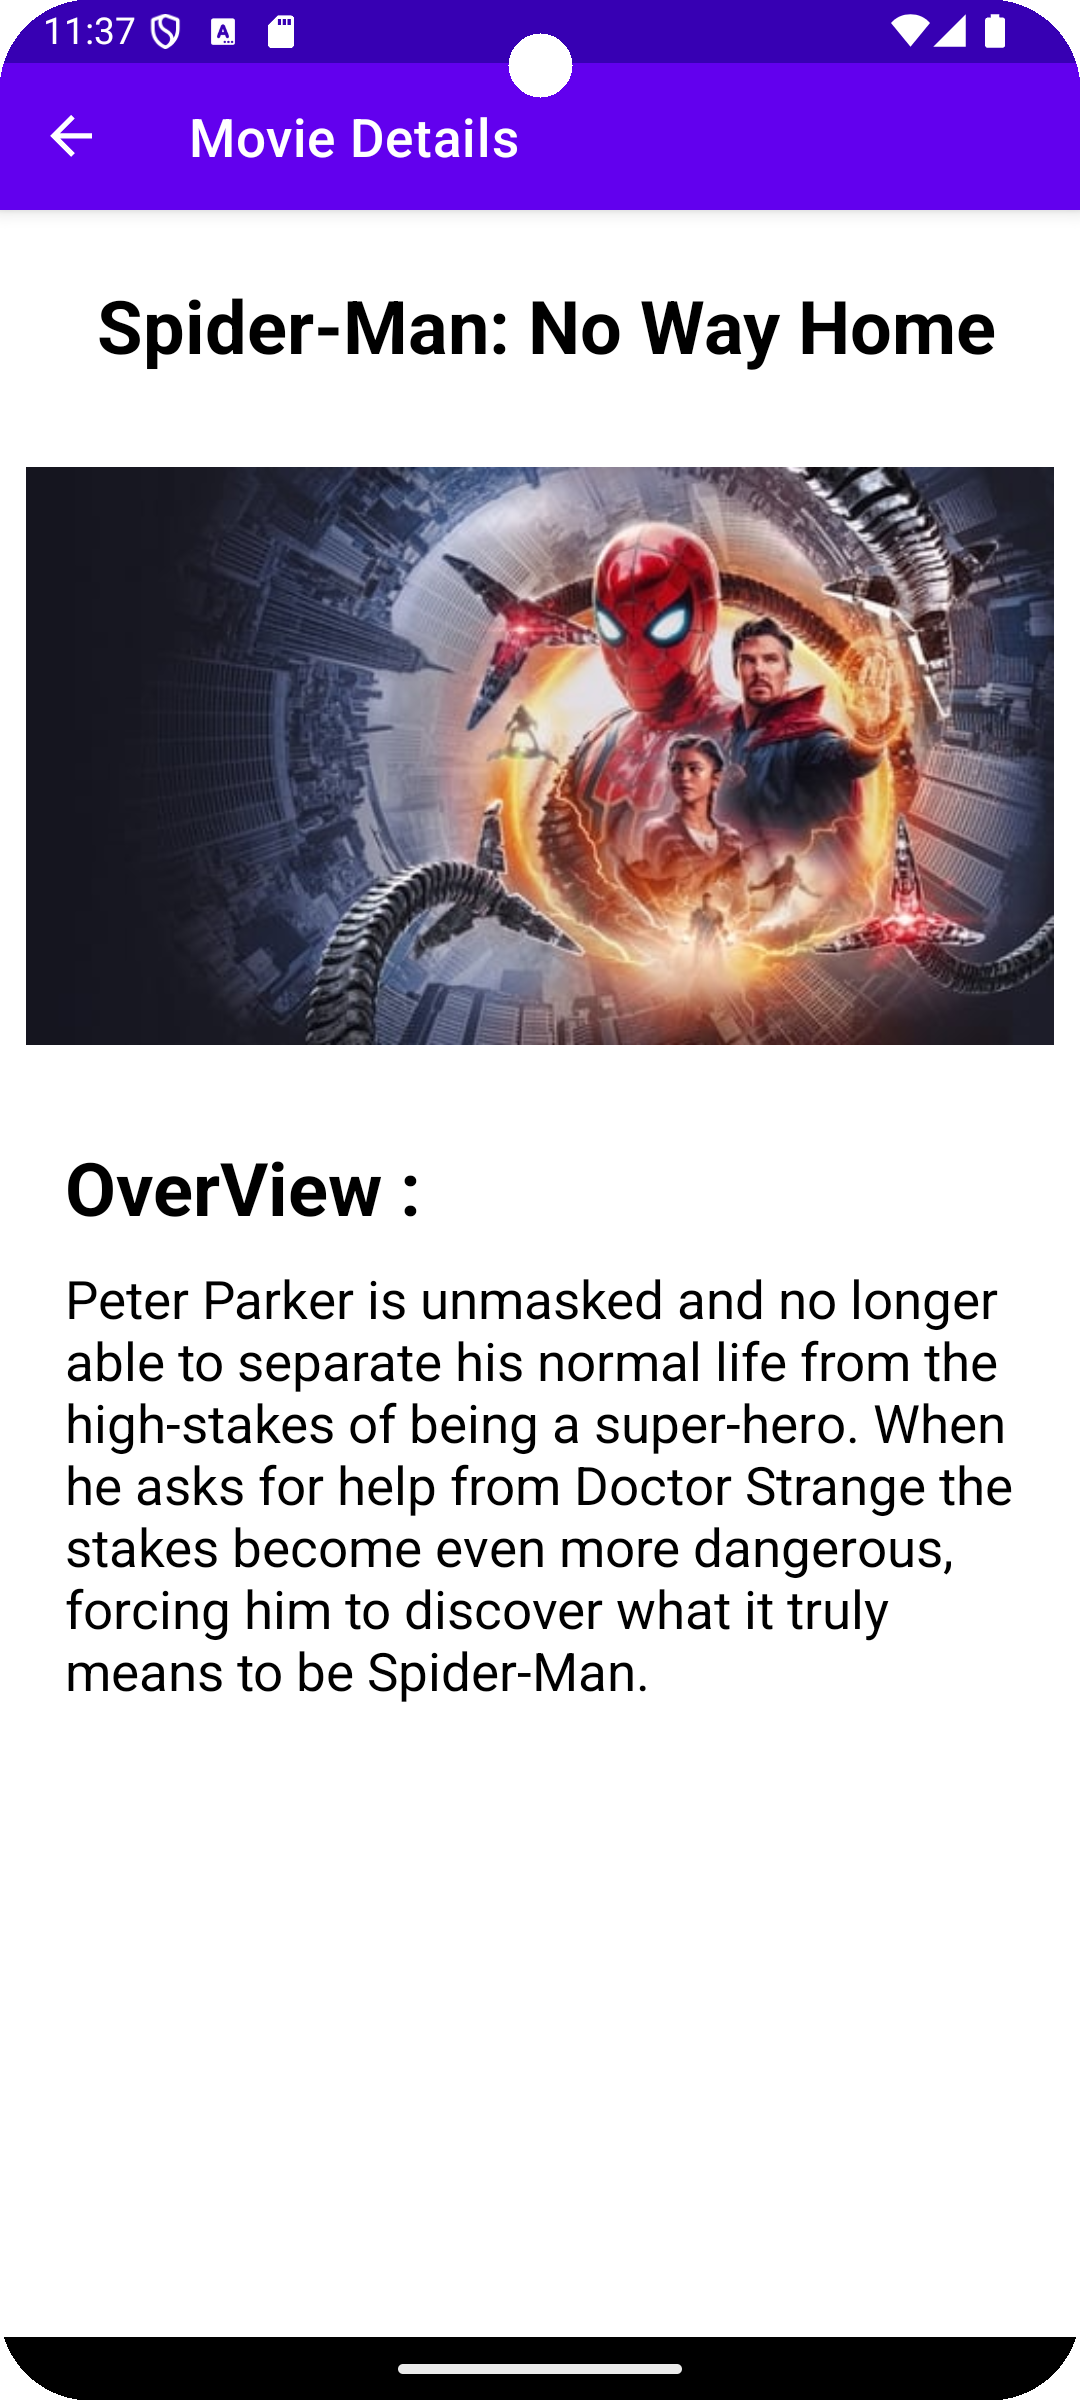 11:37
Movie Details
Spider-Man: No Way Home
OverView :
Peter Parker is unmasked and no longer
able to separate his normal life from the
high-stakes of being a super-hero. When
he asks for help from Doctor Strange the
stakes become even more dangerous,
forcing him to discover what it truly
means to be Spider-Man.